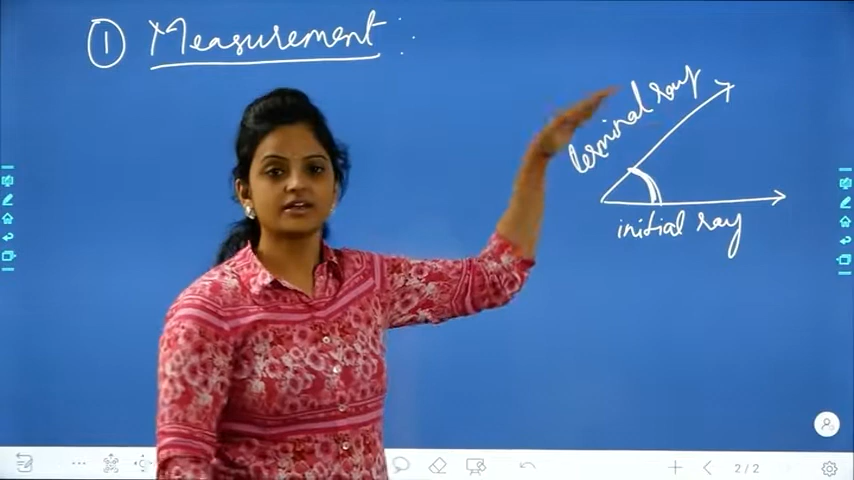 ① Measurement :
terminal ray
initial ray
2/2